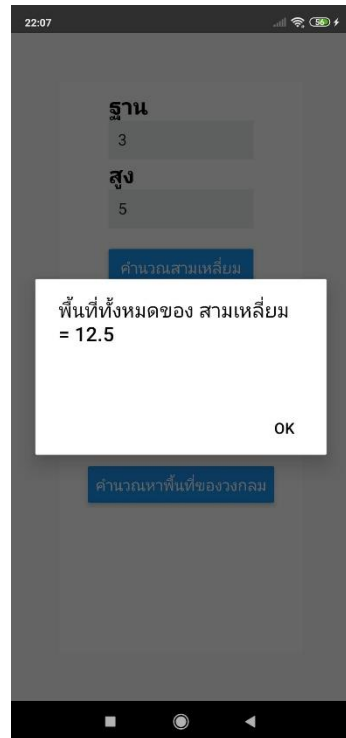 22:07
56
ฐาน
3
สูง
5
คำนวณสามเหลี่ยม
พื้นที่ทั้งหมดของ สามเหลี่ยม
= 12.5
OK
คำนวณหาพื้นที่ของวงกลม